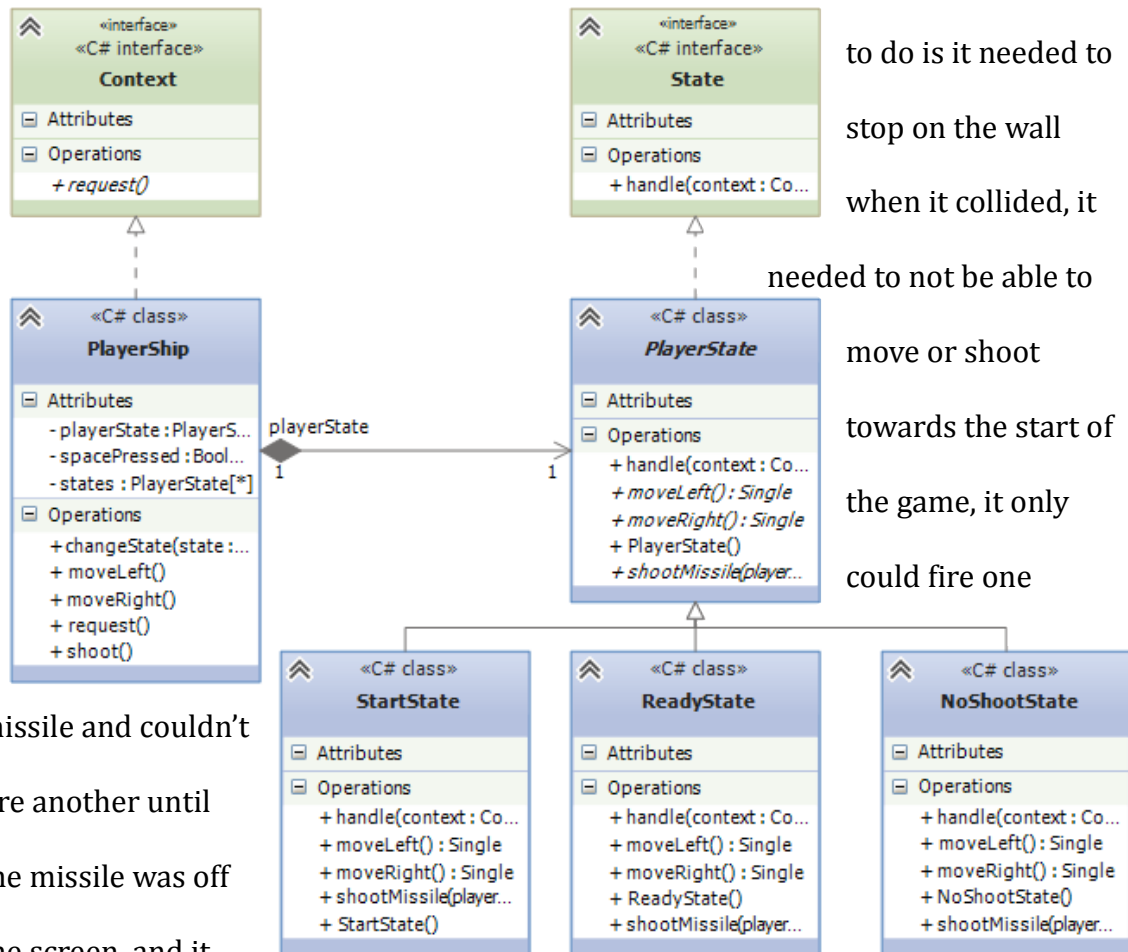 «interface»
«C# interface»
Context
Attributes
Operations
+ request()
«interface»
«C# interface»
State
Attributes
Operations
+ handle(context : Co...
to do is it needed to
stop on the wall
when it collided, it
needed to not be able to
move or shoot
towards the start of
the game, it only
could fire one
«C# class»
PlayerShip
Attributes
- playerState : PlayerS...
- spacePressed : Bool...
- states : PlayerState[*]
Operations
+ changeState(state :...
+ moveLeft()
+ moveRight()
+ request()
+ shoot()
playerState
1
1
«C# class»
PlayerState
Attributes
Operations
+ handle(context : Co...
+ moveLeft() : Single
+ moveRight() : Single
+ PlayerState()
+ shootMissile(player...
and couldn't
another until
missile was off
screen, and it
«C# class»
StartState
Attributes
Operations
+ handle(context : Co...
+ moveLeft() : Single
+ moveRight() : Single
+ shootMissile(player...
+ StartState()
«C# class»
ReadyState
Attributes
Operations
+ handle(context : Co...
+ moveLeft() : Single
+ moveRight() : Single
+ ReadyState()
+ shootMissile(player...
«C# class»
NoShootState
Attributes
Operations
+ handle(context : Co...
+ moveLeft() : Single
+ moveRight() : Single
+ NoShootState()
+ shootMissile(player...